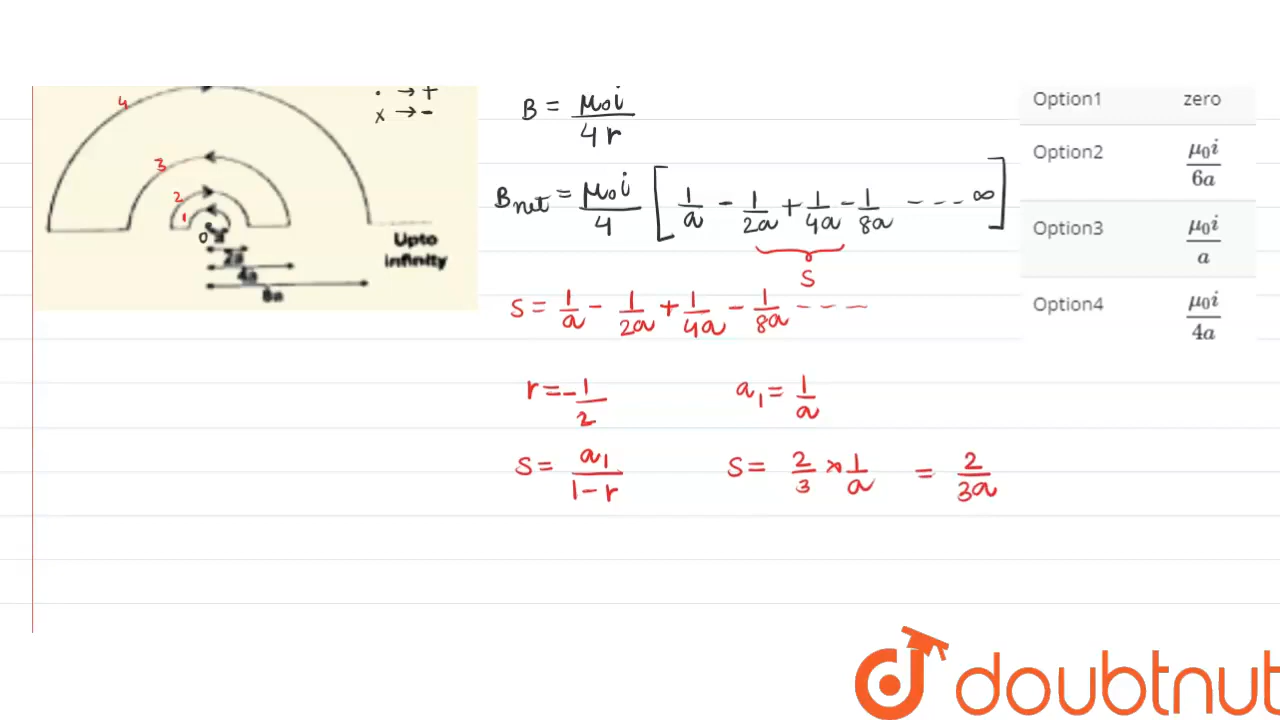 4
· → +
x → −
3
2
1
0
a
2a
4a
8a
Upto
infinity
B = μ₀i / 4r
Bnet = μ₀i / 4 [ 1/a − 1/2a + 1/4a − 1/8a − − − ∞ ]
S
S = 1/a − 1/2a + 1/4a − 1/8a − − −
r = −1/2 a₁ = 1/a
S = a₁ / 1−r S = 2/3 × 1/a = 2/3a
Option1 zero
Option2 μ₀i / 6a
Option3 μ₀i / a
Option4 μ₀i / 4a
doubtnut